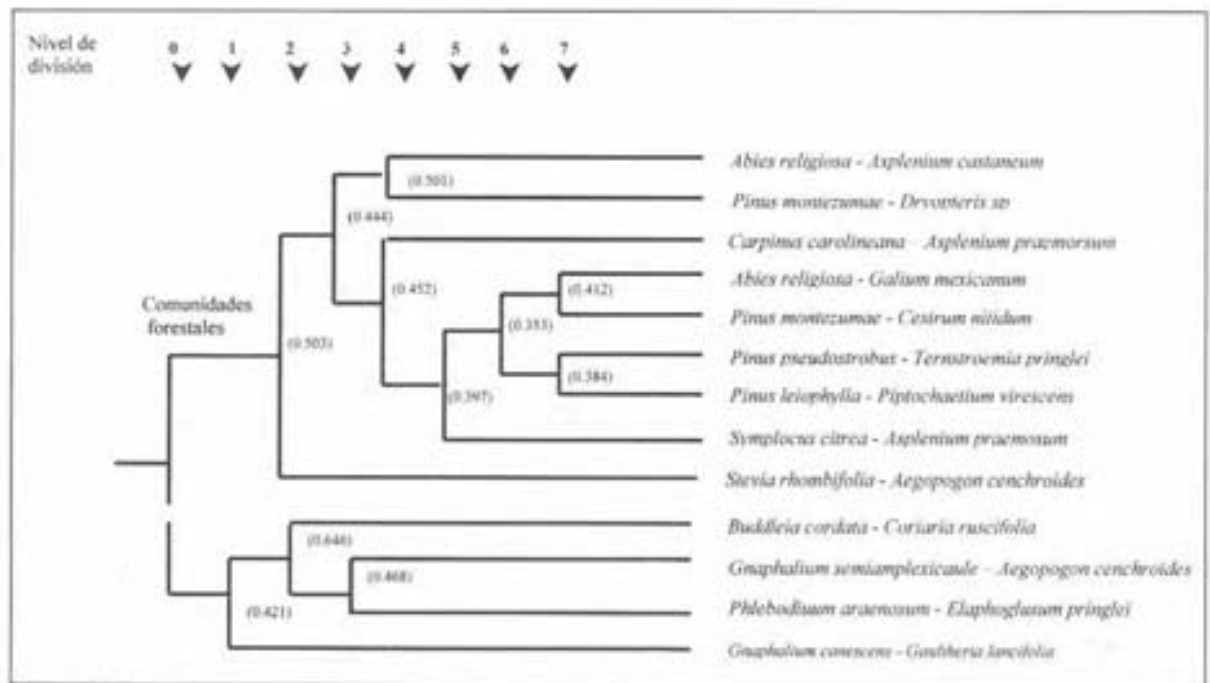 Nivel de
división
0 1 2 3 4 5 6 7
Abies religiosa - Asplenium castaneum
(0.501)
Pinus montezumae - Dryopteris sp
(0.444)
Carpinus carolineana - Asplenium praemorsum
Abies religiosa - Galium mexicanum
(0.452)
(0.412)
Comunidades
forestales
Pinus montezumae - Cestrum nitidum
(0.353)
(0.503)
Pinus pseudostrobus - Ternstroemia pringlei
(0.384)
(0.397)
Pinus leiophylla - Piptochaetium virescens
Symplocus citrea - Asplenium praemosum
Stevia rhombifolia - Aegopogon cenchroides
Buddleia cordata - Coriaria ruscifolia
(0.646)
Gnaphalium semiamplexicaule - Aegopogon cenchroides
(0.468)
(0.421)
Phlebodiuum araenosum - Elaphoglusum pringlei
Gnaphalium canescens - Gaultheria lancifolia